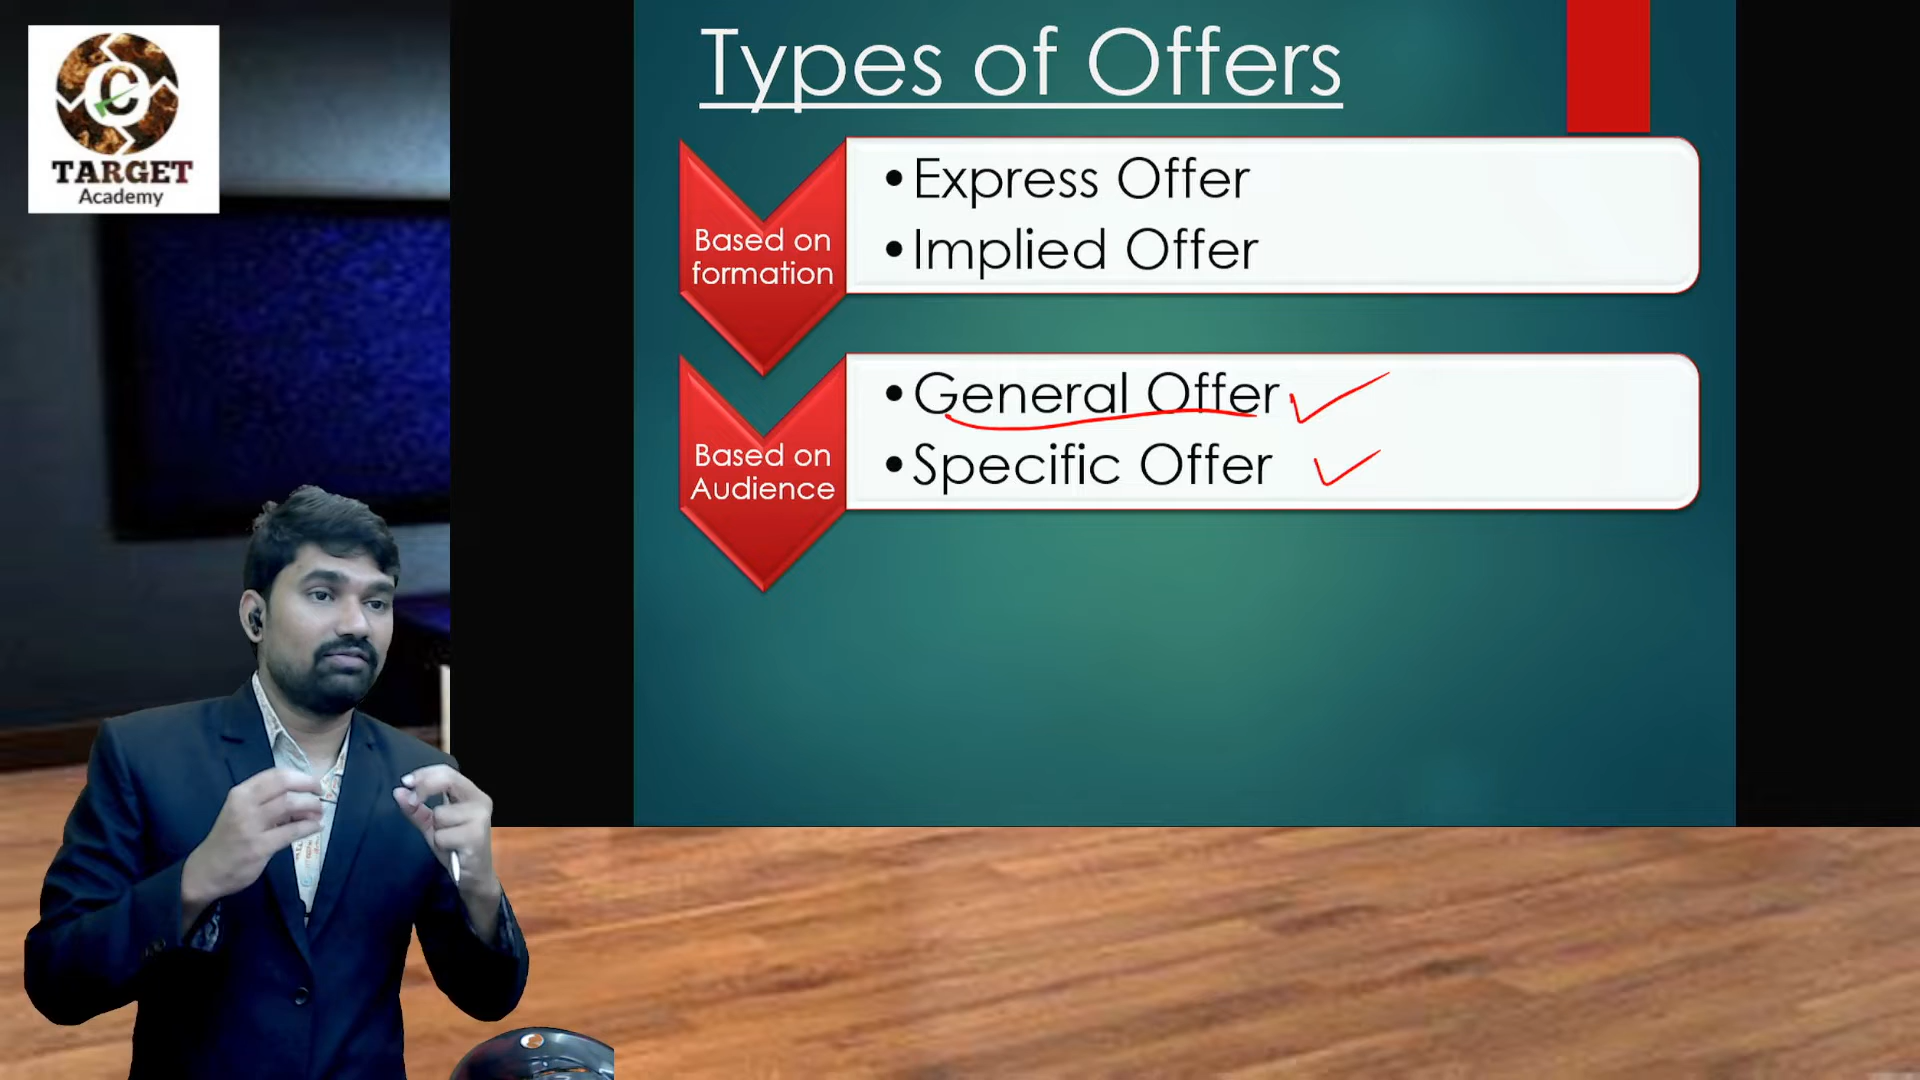 TARGET
Academy
Types of Offers
Based on
formation
•Express Offer
•Implied Offer
Based on
Audience
•General Offer
•Specific Offer